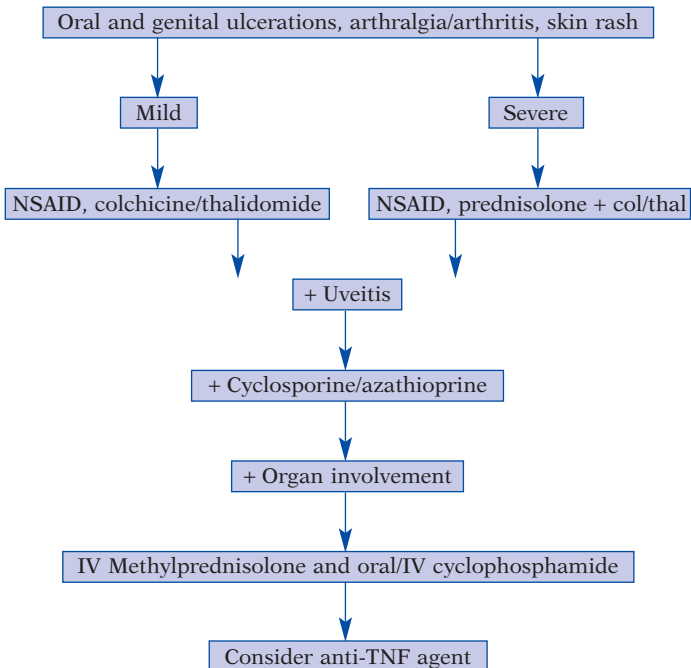 Oral and genital ulcerations, arthralgia/arthritis, skin rash
Mild
Severe
NSAID, colchicine/thalidomide
NSAID, prednisolone + col/thal
+ Uveitis
+ Cyclosporine/azathioprine
+ Organ involvement
IV Methylprednisolone and oral/IV cyclophosphamide
Consider anti-TNF agent